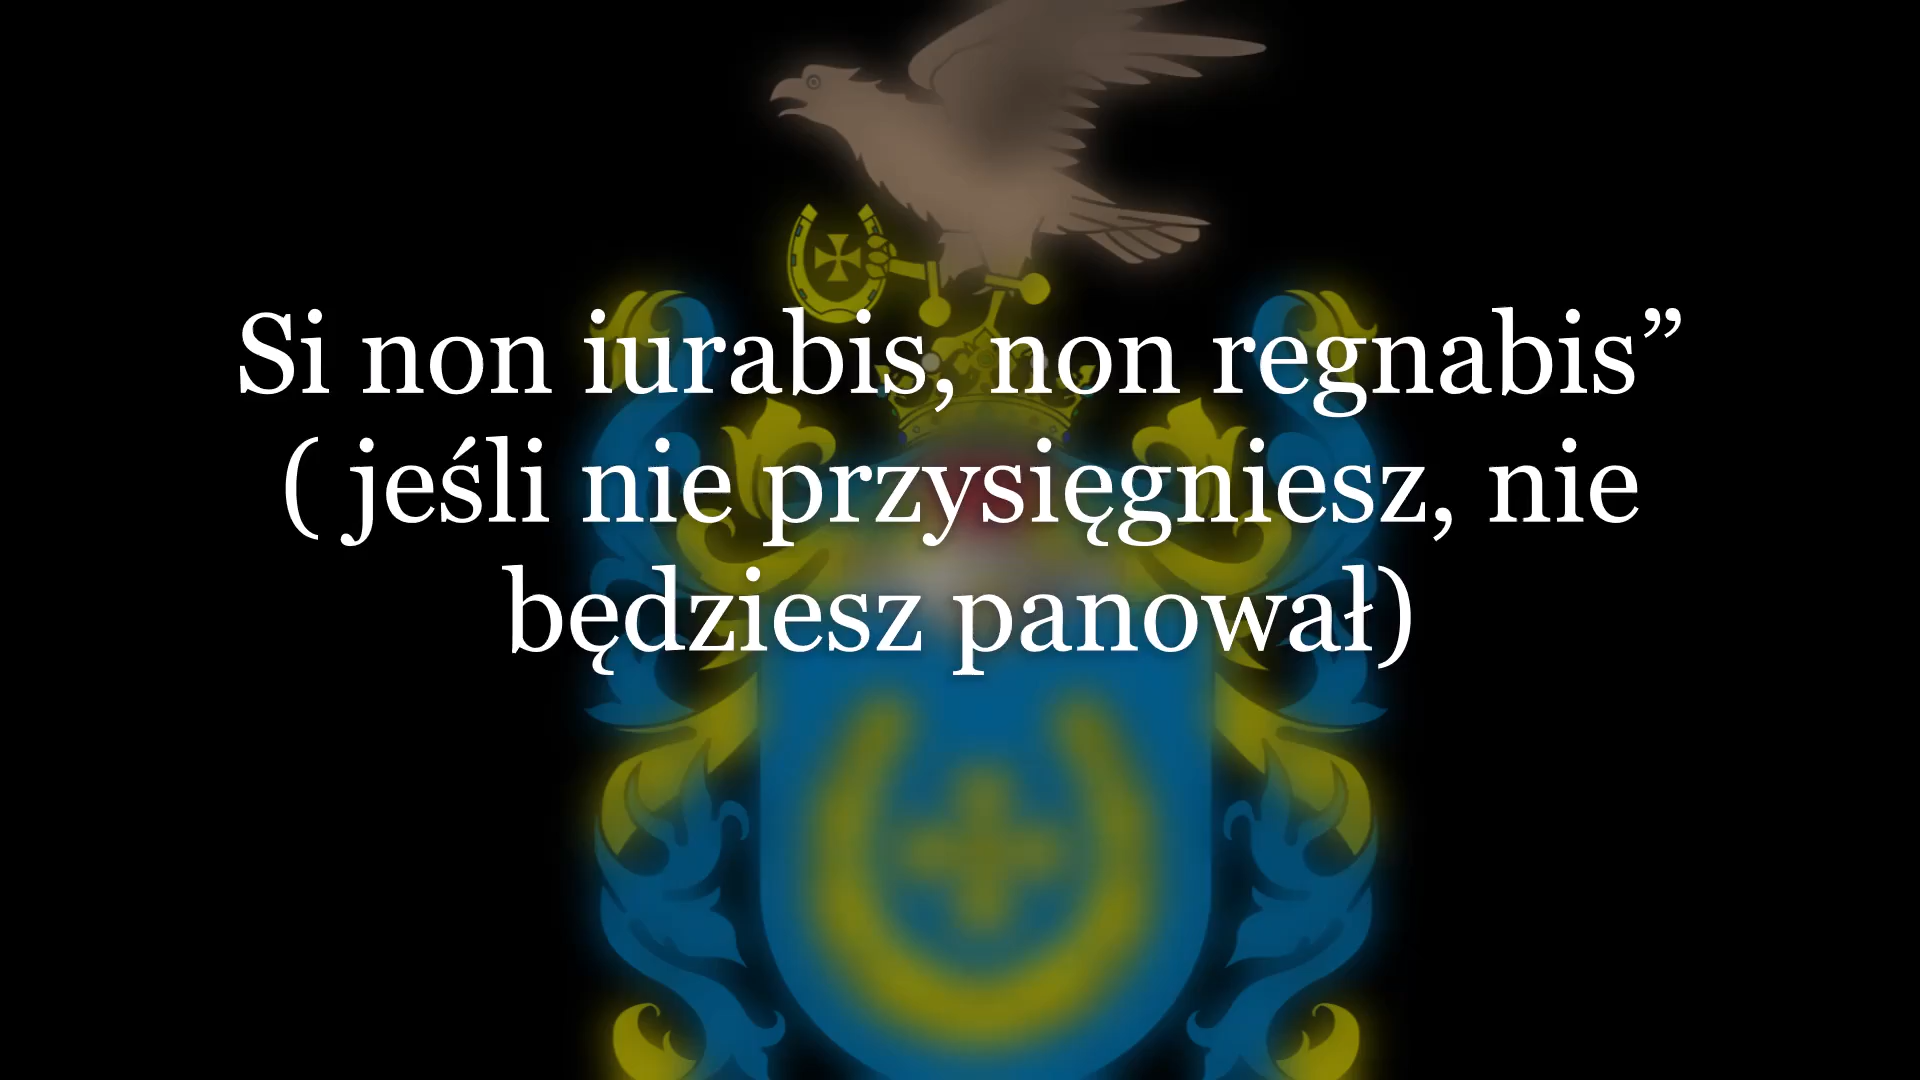 Si non iurabis, non regnabis”
( jeśli nie przysięgniesz, nie
będziesz panował)